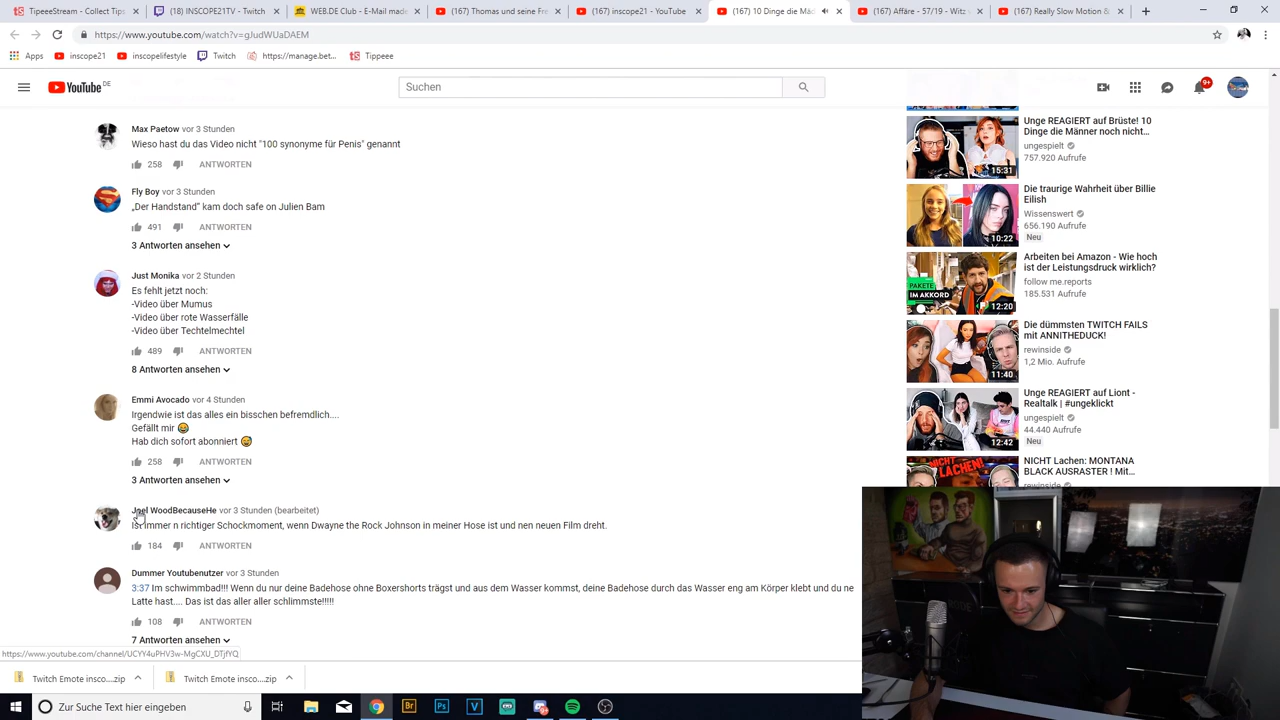 TipeeeStream - Collect Tips
(18) INSCOPE21TV - Twitch
WEB.DE Club - E-Mail made
(167) Thomas und seine Fre
(167) inscope21 - YouTube
(167) 10 Dinge die Mäd
(167) Affäre - 57/19 - Witz v
(167) Really Slow Motion &
https://www.youtube.com/watch?v=gJudWUaDAEM
Apps
inscope21
inscopelifestyle
Twitch
https://manage.bet...
Tippeee
YouTube DE
Suchen
9+
Max Paetow vor 3 Stunden
Wieso hast du das Video nicht "100 synonyme für Penis" genannt
258 ANTWORTEN
Fly Boy vor 3 Stunden
„Der Handstand" kam doch safe on Julien Bam
491 ANTWORTEN
3 Antworten ansehen
Just Monika vor 2 Stunden
Es fehlt jetzt noch:
-Video über Mumus
-Video über rote Wasserfälle
-Video über Techtelmechtel
489 ANTWORTEN
8 Antworten ansehen
Emmi Avocado vor 4 Stunden
Irgendwie ist das alles ein bisschen befremdlich....
Gefällt mir 😅
Hab dich sofort abonniert 😅
258 ANTWORTEN
3 Antworten ansehen
Joel WoodBecauseHe vor 3 Stunden (bearbeitet)
Ist immer n richtiger Schockmoment, wenn Dwayne the Rock Johnson in meiner Hose ist und nen neuen Film dreht.
184 ANTWORTEN
Dummer Youtubenutzer vor 3 Stunden
3:37 Im schwimmbad!!! Wenn du nur deine Badehose ohne Boxershorts trägst und aus dem Wasser kommst, deine Badehose durch das Wasser eng am Körper klebt und du ne
Latte hast.... Das ist das aller aller schlimmste!!!!!
108 ANTWORTEN
7 Antworten ansehen
Unge REAGIERT auf Brüste! 10
Dinge die Männer noch nicht...
ungespielt
757.920 Aufrufe
15:31
Die traurige Wahrheit über Billie
Eilish
Wissenswert
656.190 Aufrufe
Neu
10:22
Arbeiten bei Amazon - Wie hoch
ist der Leistungsdruck wirklich?
follow me.reports
185.531 Aufrufe
PAKETE
IM AKKORD
12:20
Die dümmsten TWITCH FAILS
mit ANNITHEDUCK!
rewinside
1,2 Mio. Aufrufe
11:40
Unge REAGIERT auf Liont -
Realtalk | #ungeklickt
ungespielt
44.440 Aufrufe
Neu
12:42
NICHT Lachen: MONTANA
BLACK AUSRASTER ! Mit...
rewinside
NICHT LACHEN!
https://www.youtube.com/channel/UCYY4uPHV3w-MgCXU_DTjfYQ
Twitch Emote insco....zip
Twitch Emote insco....zip
Zur Suche Text hier eingeben